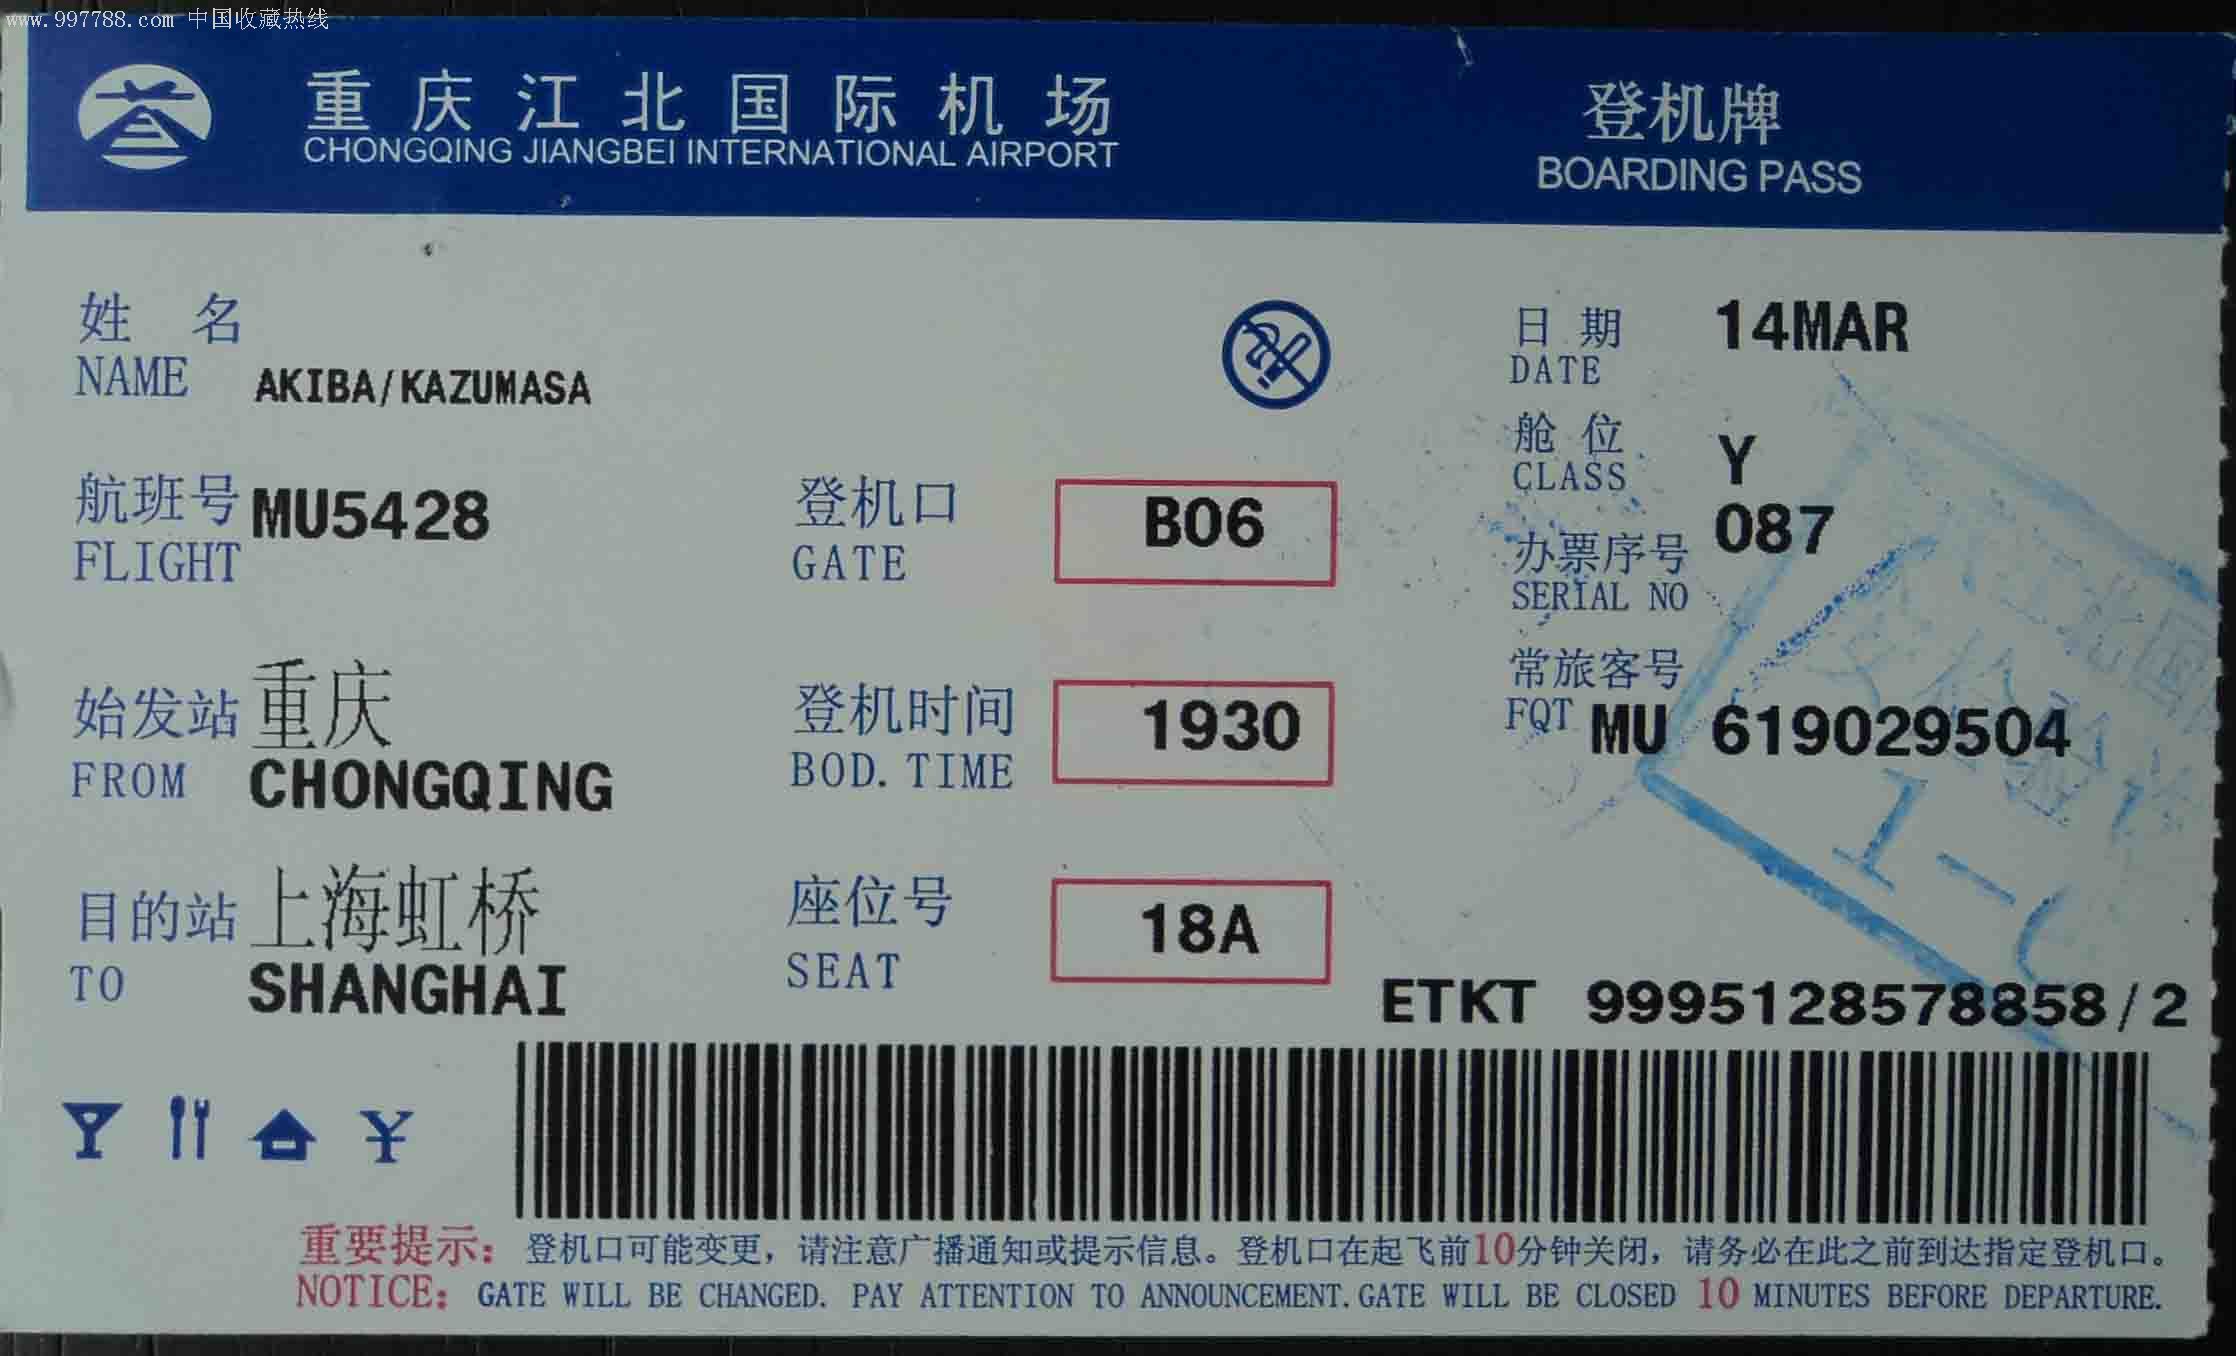 www.997788.com 中国收藏热线
重庆江北国际机场
CHONGQING JIANGBEI INTERNATIONAL AIRPORT
登机牌
BOARDING PASS
姓 名
NAME AKIBA/KAZUMASA
航班号 MU5428
FLIGHT
始发站 重庆
FROM CHONGQING
目的站 上海虹桥
TO SHANGHAI
登机口 B06
GATE
登机时间 1930
BOD. TIME
座位号 18A
SEAT
日 期 14MAR
DATE
舱 位 Y
CLASS
办票序号 087
SERIAL NO
常旅客号
FQT MU 619029504
江北国
安检
1-
ETKT 9995128578858/2
重要提示：登机口可能变更，请注意广播通知或提示信息。登机口在起飞前10分钟关闭，请务必在此之前到达指定登机口。
NOTICE: GATE WILL BE CHANGED. PAY ATTENTION TO ANNOUNCEMENT. GATE WILL BE CLOSED 10 MINUTES BEFORE DEPARTURE.